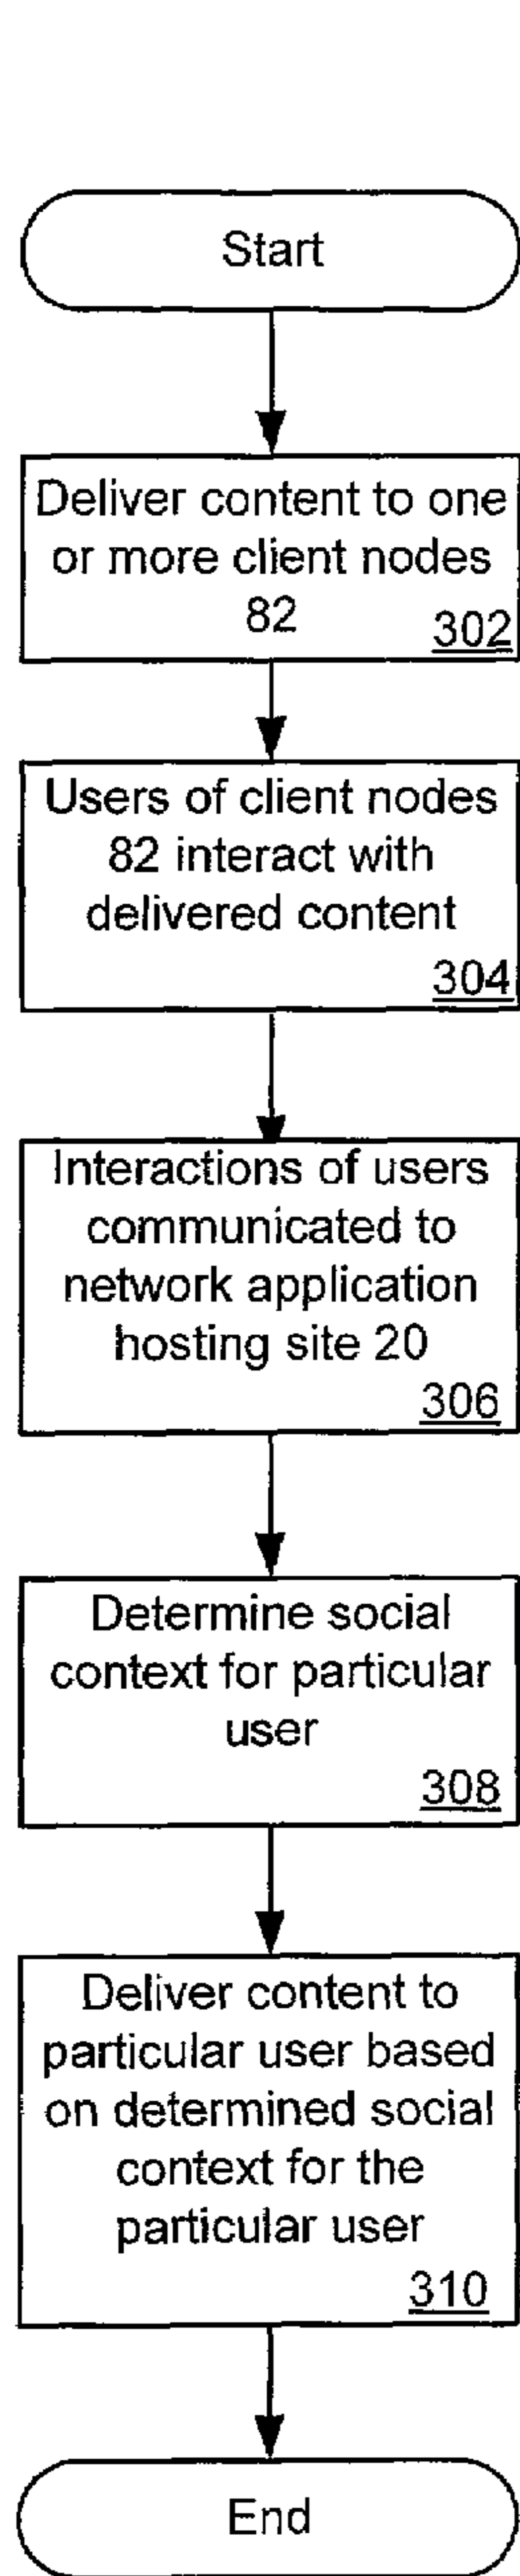 Start
Deliver content to one
or more client nodes
82
302
Users of client nodes
82 interact with
delivered content
304
Interactions of users
communicated to
network application
hosting site 20
306
Determine social
context for particular
user
308
Deliver content to
particular user based
on determined social
context for the
particular user
310
End